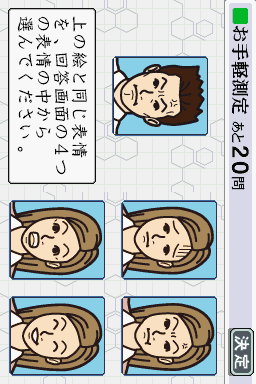 お手軽測定 あと20問
上の絵と同じ表情
を、回答画面の4つ
の表情の中から
選んでください。
決定